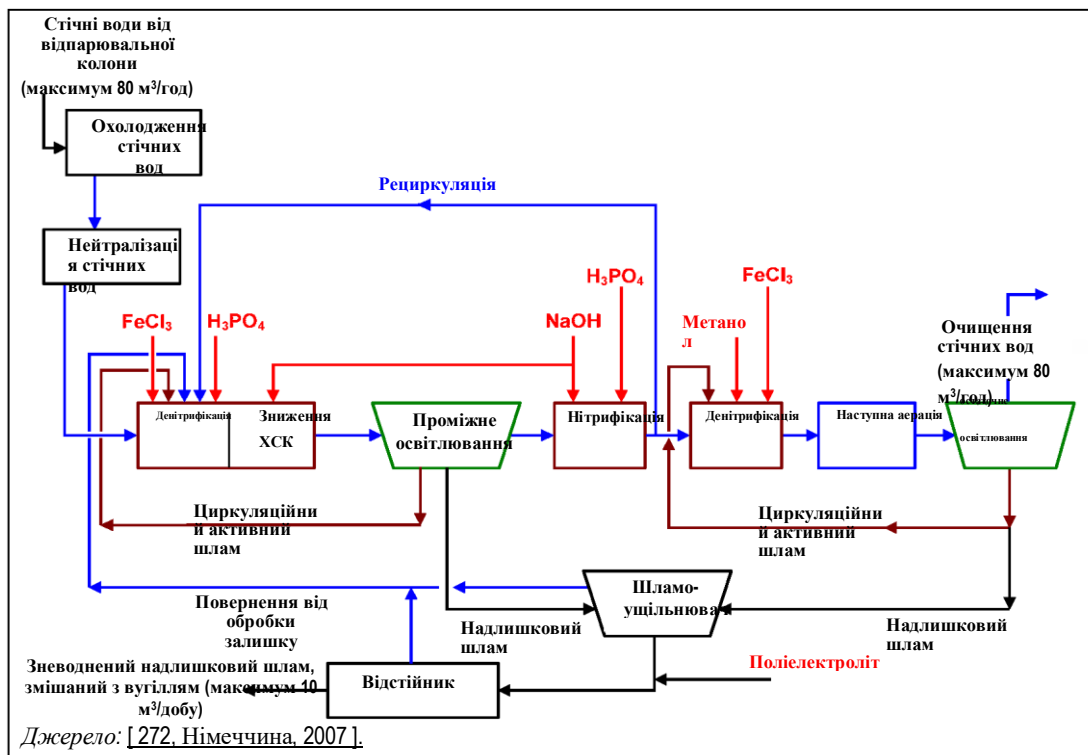 Стічні води від
відпарювальної
колони
(максимум 80 м³/год)
Охолодження
стічних
вод
Рециркуляція
Нейтралізаці
я стічних
вод
FeCl₃
H₃PO₄
NaOH
H₃PO₄
Метано
л
FeCl₃
Очищення
стічних вод
(максимум 80
м³/год)
Денітрифікація
Зниження
ХСК
Проміжне
освітлювання
Нітрифікація
Денітрифікація
Наступна аерація
освітлювання
Циркуляційни
й активний
шлам
Циркуляційни
й активний
шлам
Повернення від
обробки
залишку
Надлишковий
шлам
Шламо-
ущільнюва
Надлишковий
шлам
Зневоднений надлишковий шлам,
змішаний з вугіллям (максимум 10
м³/добу)
Відстійник
Поліелектроліт
Джерело: [ 272, Німеччина, 2007 ].